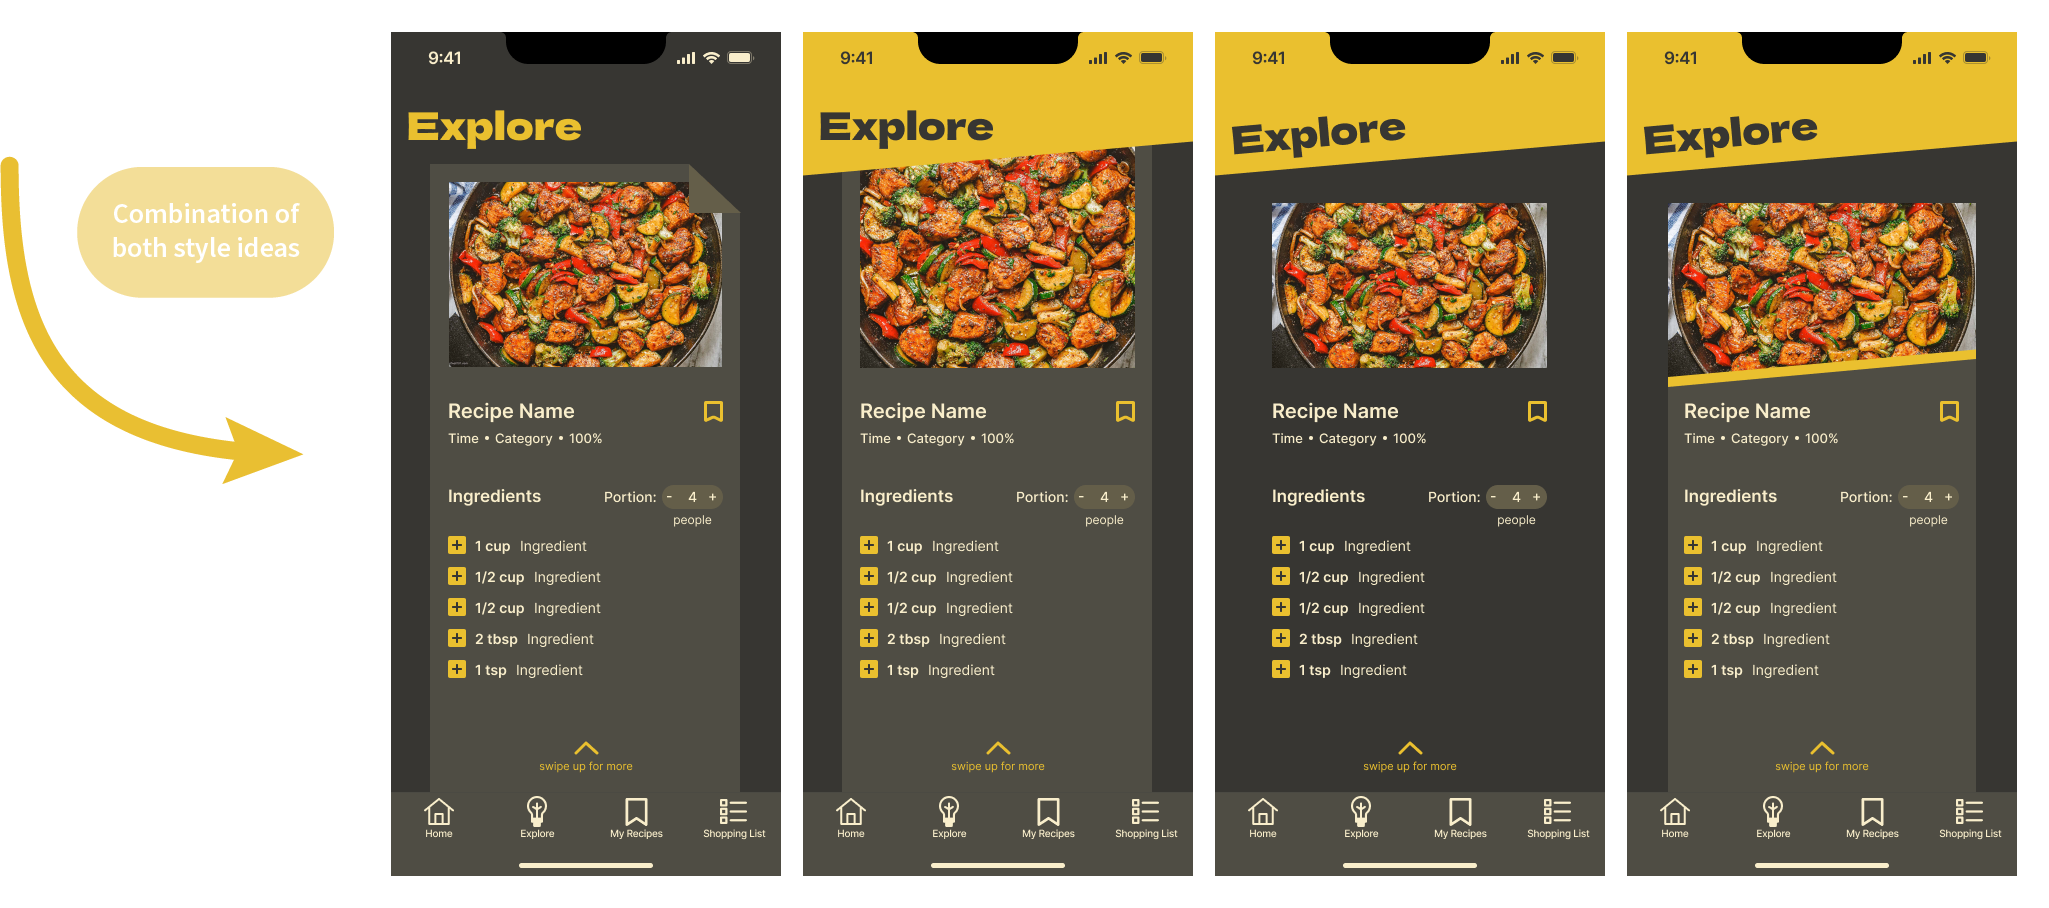 Combination of
both style ideas
9:41
Explore
Recipe Name
Time • Category • 100%
Ingredients Portion: - 4 +
people
+ 1 cup Ingredient
+ 1/2 cup Ingredient
+ 1/2 cup Ingredient
+ 2 tbsp Ingredient
+ 1 tsp Ingredient
swipe up for more
Home Explore My Recipes Shopping List
9:41
Explore
Recipe Name
Time • Category • 100%
Ingredients Portion: - 4 +
people
+ 1 cup Ingredient
+ 1/2 cup Ingredient
+ 1/2 cup Ingredient
+ 2 tbsp Ingredient
+ 1 tsp Ingredient
swipe up for more
Home Explore My Recipes Shopping List
9:41
Explore
Recipe Name
Time • Category • 100%
Ingredients Portion: - 4 +
people
+ 1 cup Ingredient
+ 1/2 cup Ingredient
+ 1/2 cup Ingredient
+ 2 tbsp Ingredient
+ 1 tsp Ingredient
swipe up for more
Home Explore My Recipes Shopping List
9:41
Explore
Recipe Name
Time • Category • 100%
Ingredients Portion: - 4 +
people
+ 1 cup Ingredient
+ 1/2 cup Ingredient
+ 1/2 cup Ingredient
+ 2 tbsp Ingredient
+ 1 tsp Ingredient
swipe up for more
Home Explore My Recipes Shopping List